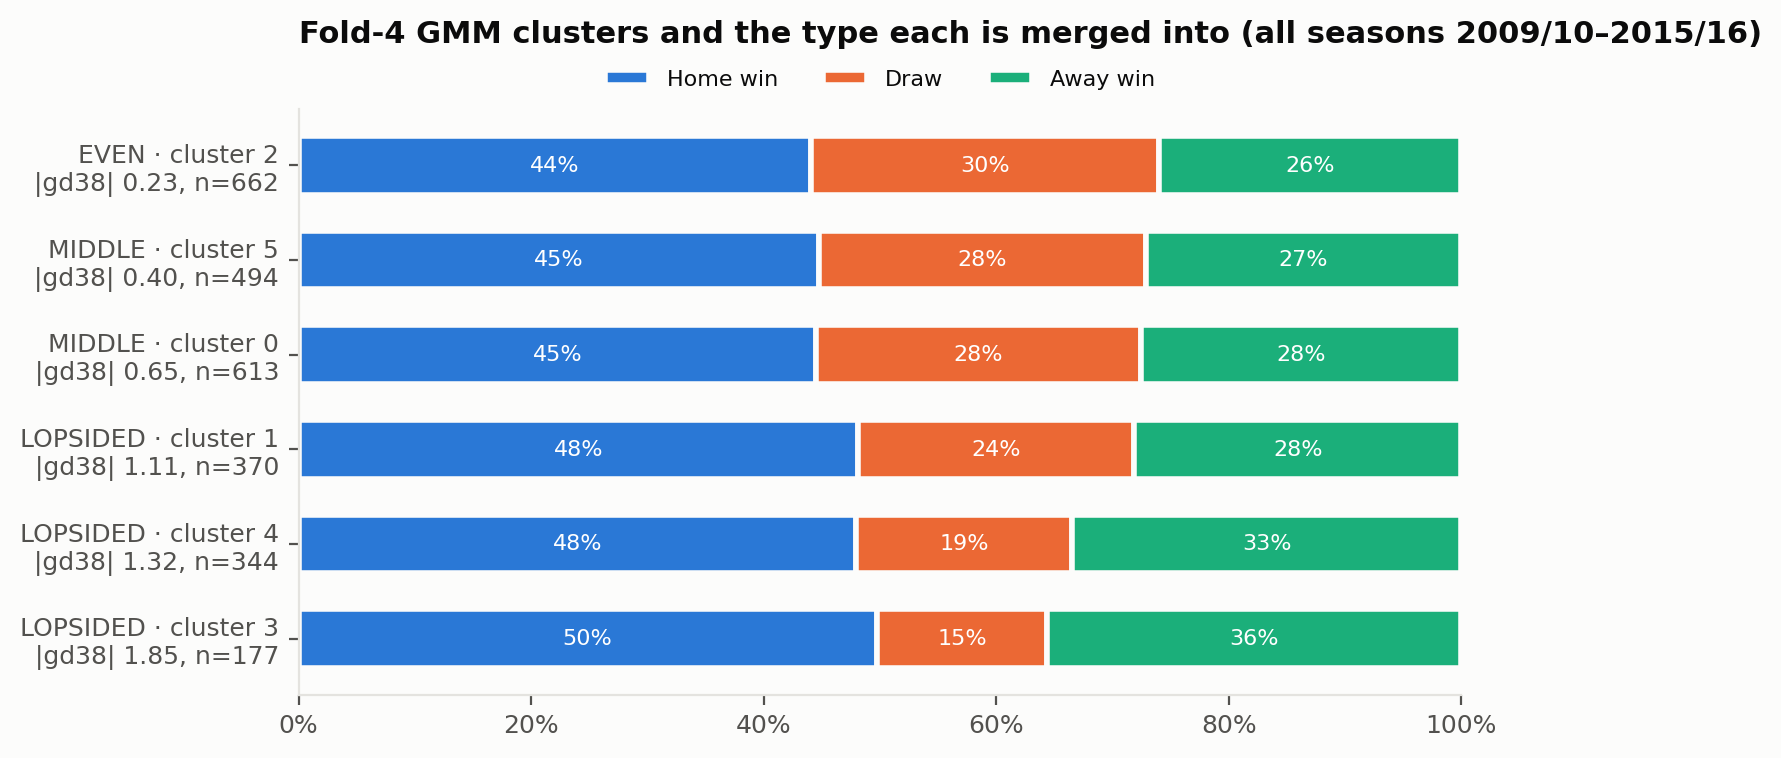 Fold-4 GMM clusters and the type each is merged into (all seasons 2009/10–2015/16)
Home win Draw Away win
EVEN · cluster 2
|gd38| 0.23, n=662
44% 30% 26%
MIDDLE · cluster 5
|gd38| 0.40, n=494
45% 28% 27%
MIDDLE · cluster 0
|gd38| 0.65, n=613
45% 28% 28%
LOPSIDED · cluster 1
|gd38| 1.11, n=370
48% 24% 28%
LOPSIDED · cluster 4
|gd38| 1.32, n=344
48% 19% 33%
LOPSIDED · cluster 3
|gd38| 1.85, n=177
50% 15% 36%
0% 20% 40% 60% 80% 100%